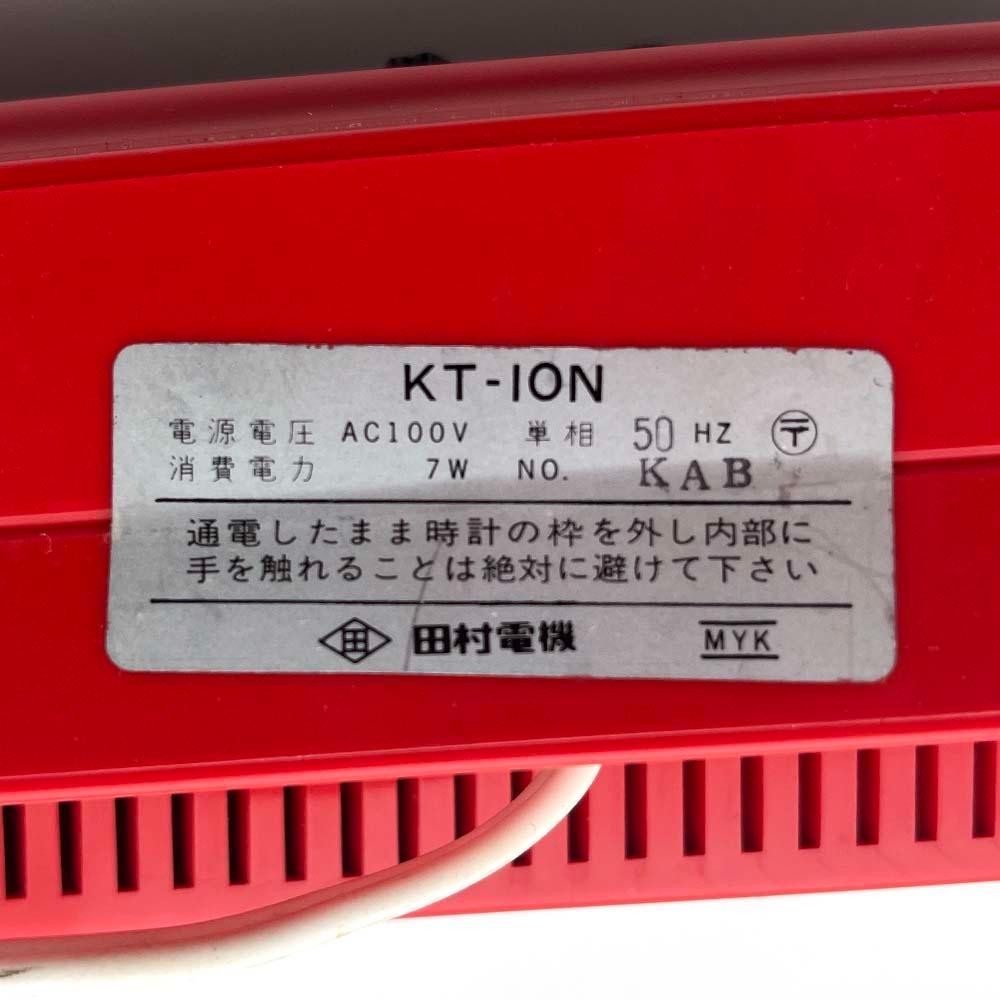 KT-10N
電源電圧 AC100V 単相 50 HZ 〶
消費電力 7W NO. KAB
通電したまま時計の枠を外し内部に
手を触れることは絶対に避けて下さい
田 田村電機 MYK